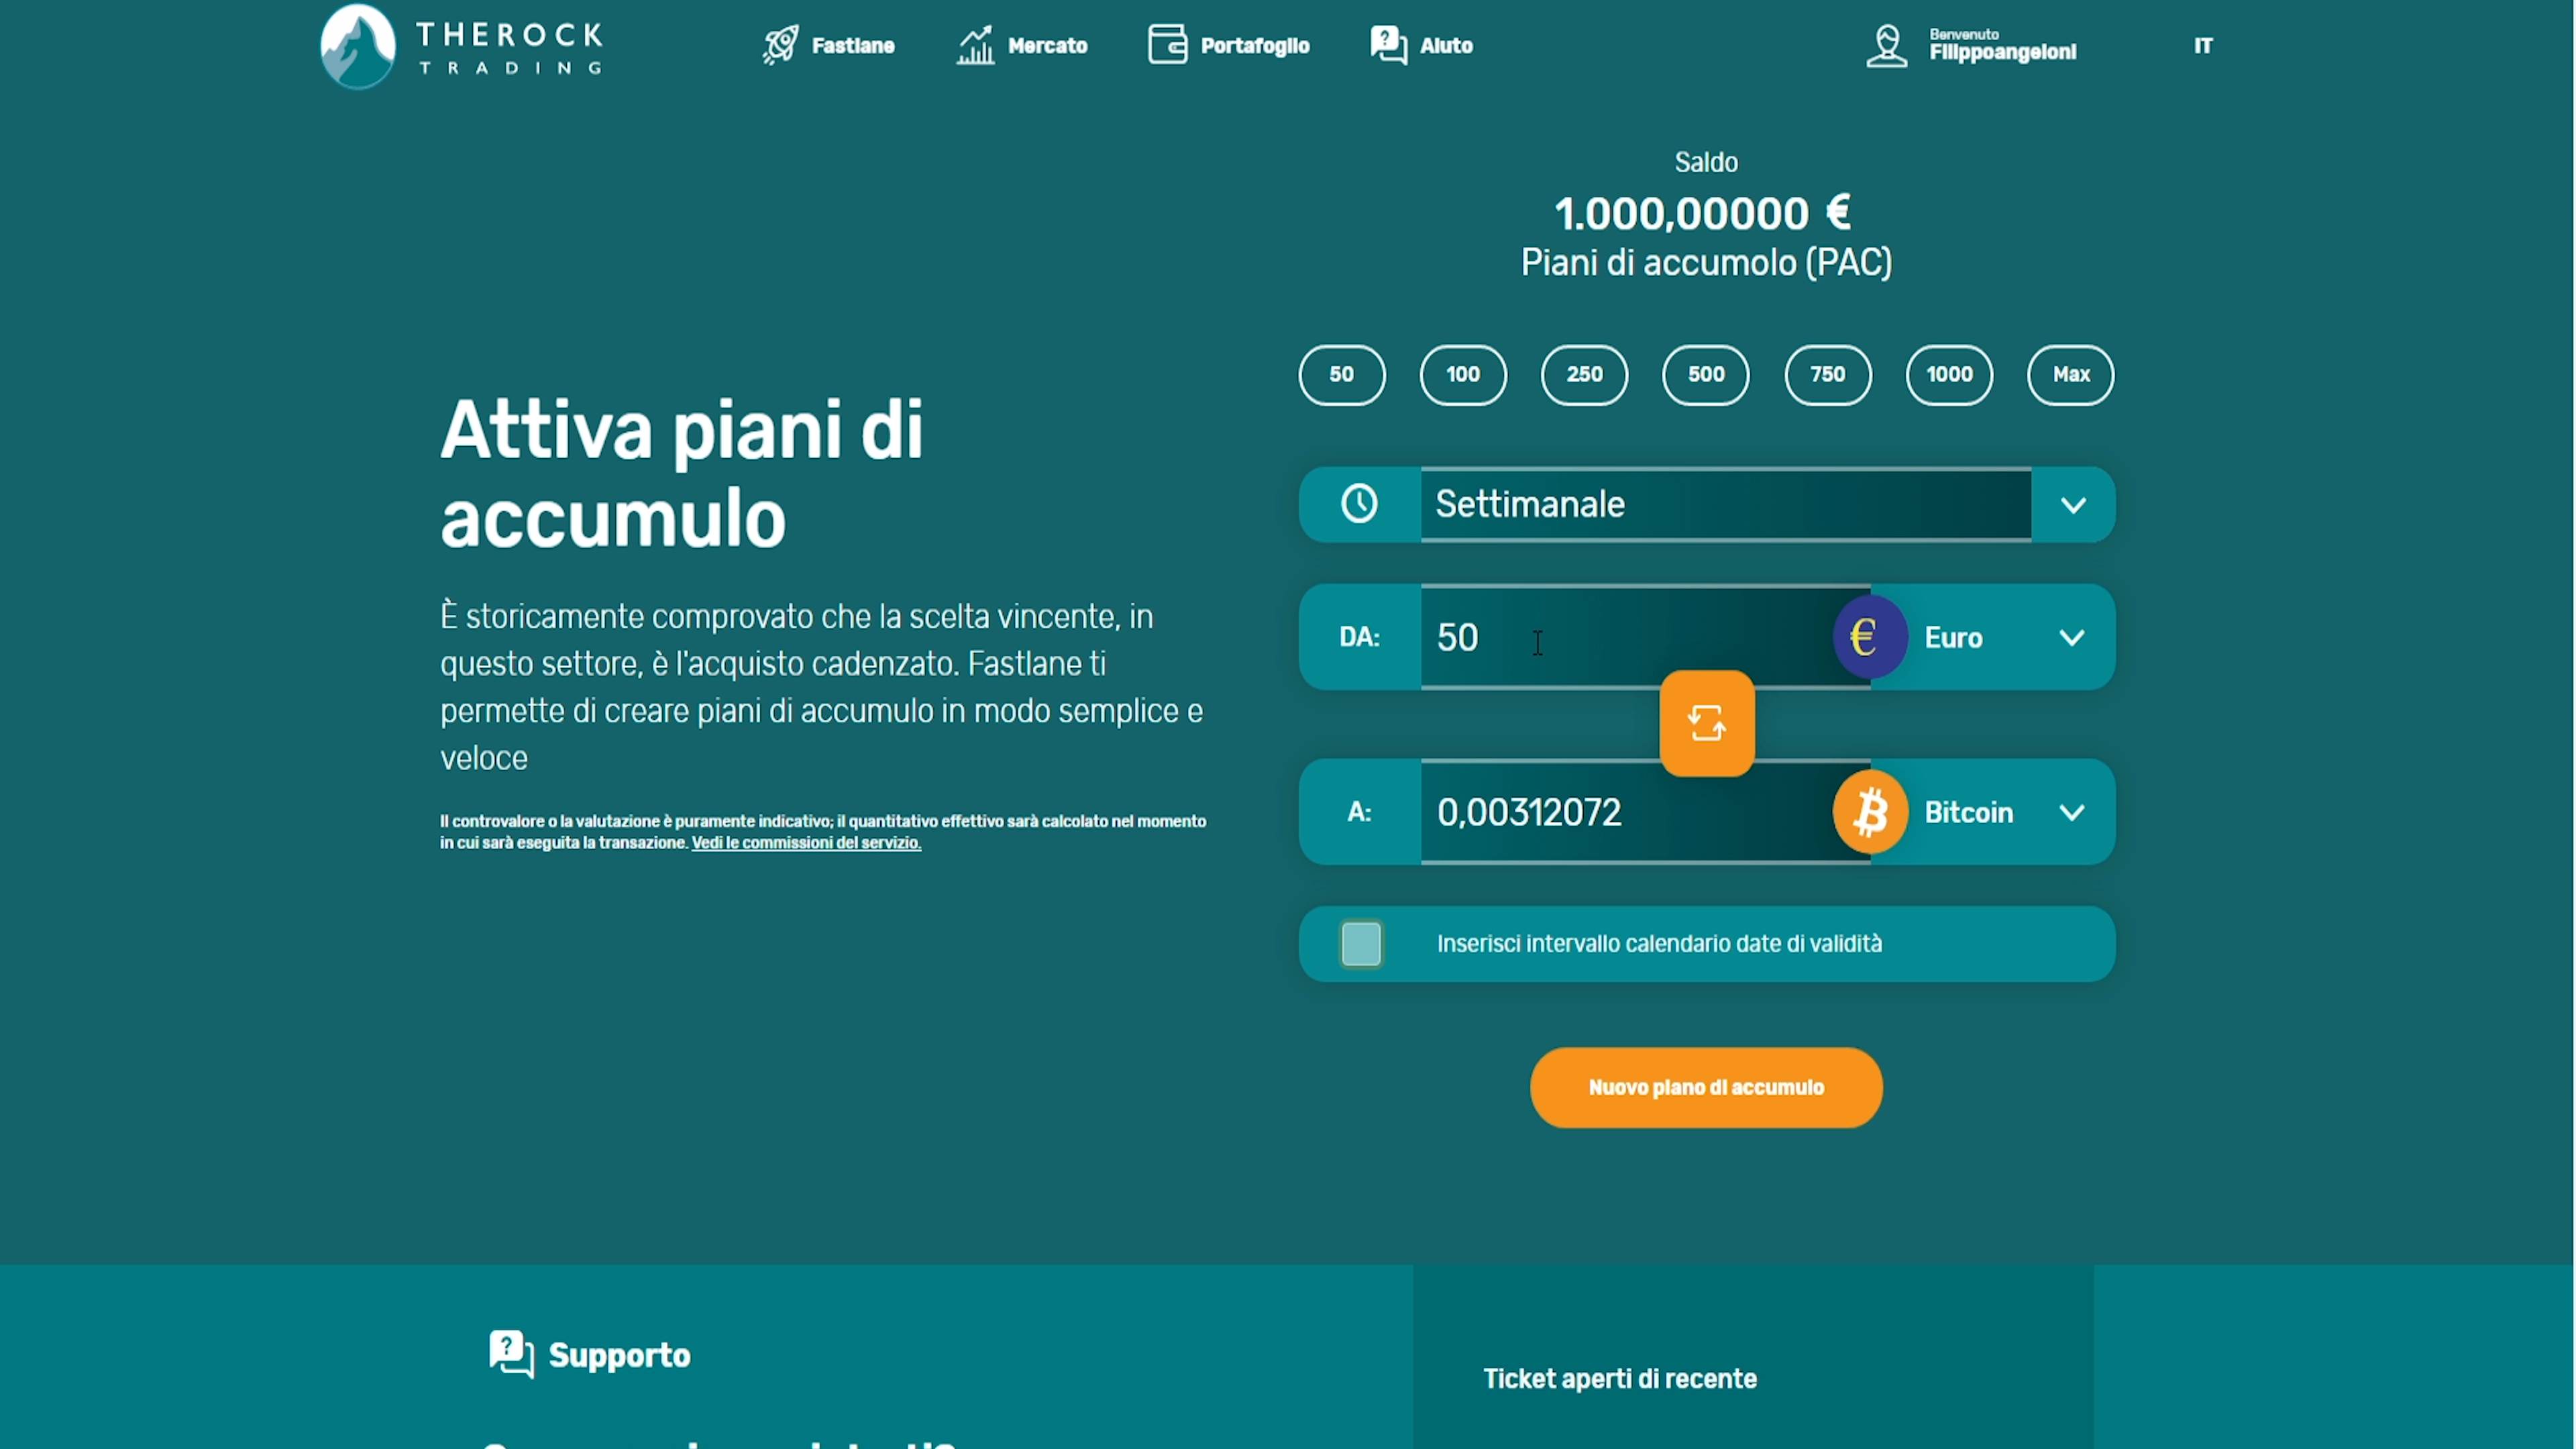 THEROCK
TRADING
Fastlane
Mercato
Portafoglio
Aiuto
Benvenuto
Filippoangeloni
IT
Saldo
1.000,00000 €
Piani di accumolo (PAC)
50
100
250
500
750
1000
Max
Attiva piani di
accumulo
È storicamente comprovato che la scelta vincente, in
questo settore, è l'acquisto cadenzato. Fastlane ti
permette di creare piani di accumulo in modo semplice e
veloce
Il controvalore o la valutazione è puramente indicativo; il quantitativo effettivo sarà calcolato nel momento
in cui sarà eseguita la transazione. Vedi le commissioni del servizio.
Settimanale
DA:
50
€
Euro
A:
0,00312072
Bitcoin
Inserisci intervallo calendario date di validità
Nuovo piano di accumulo
Supporto
Ticket aperti di recente